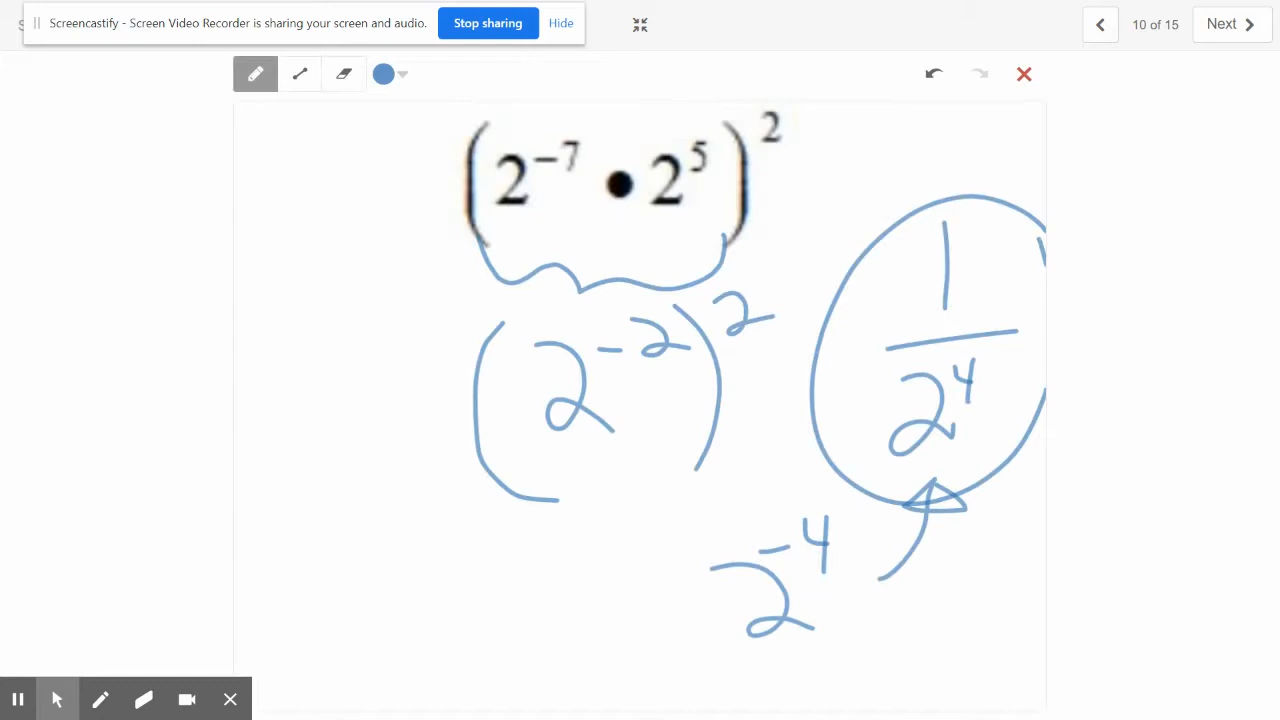 Screencastify - Screen Video Recorder is sharing your screen and audio. Stop sharing Hide
10 of 15 Next
(2⁻⁷ • 2⁵)²
(2⁻²)²
1
2⁴
2⁻⁴